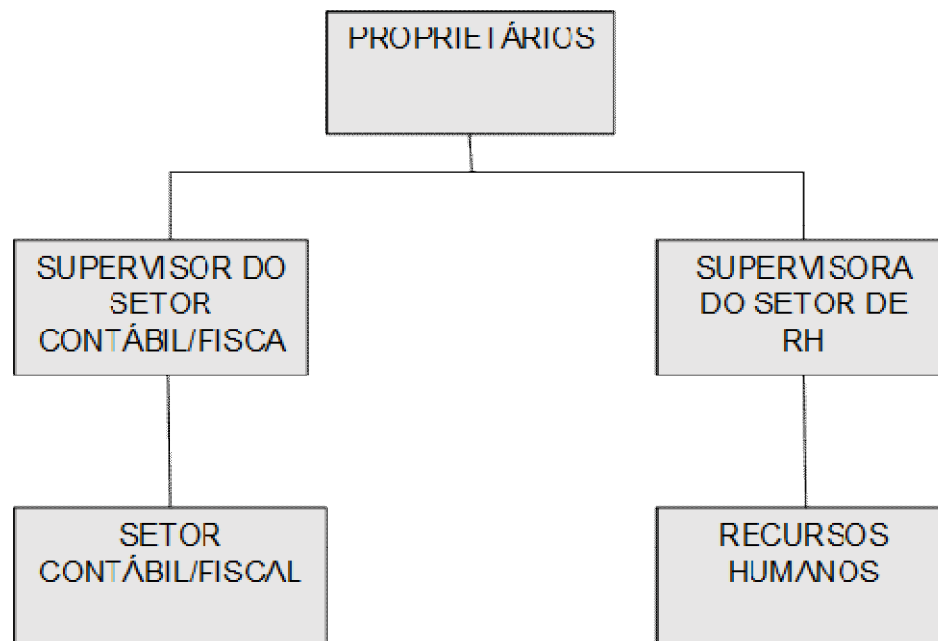 PROPRIETÁRIOS
SUPERVISOR DO
SETOR
CONTÁBIL/FISCA
SUPERVISORA
DO SETOR DE
RH
SETOR
CONTÁBIL/FISCAL
RECURSOS
HUMANOS